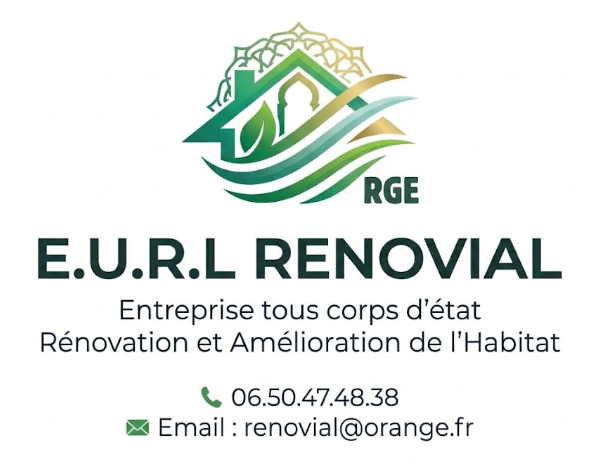 RGE
E.U.R.L RENOVIAL
Entreprise tous corps d’état
Rénovation et Amélioration de l’Habitat
06.50.47.48.38
Email : renovial@orange.fr